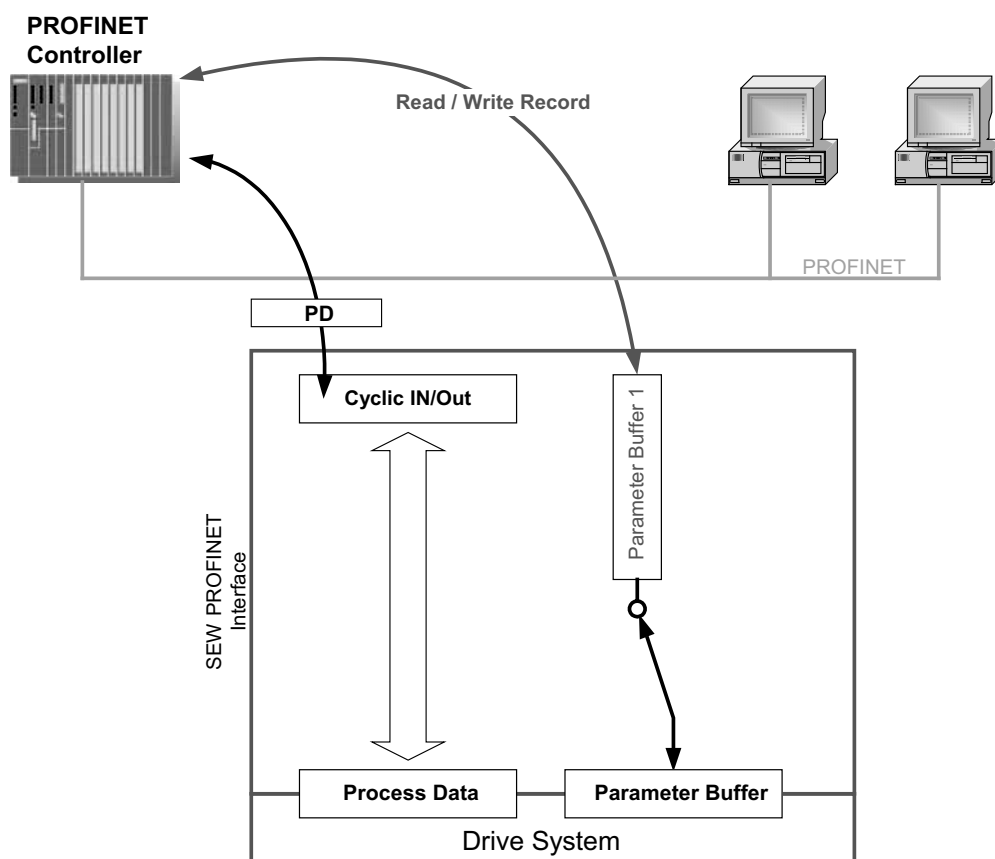 PROFINET
Controller
Read / Write Record
PROFINET
PD
Cyclic IN/Out
Parameter Buffer 1
SEW PROFINET
Interface
Process Data
Parameter Buffer
Drive System